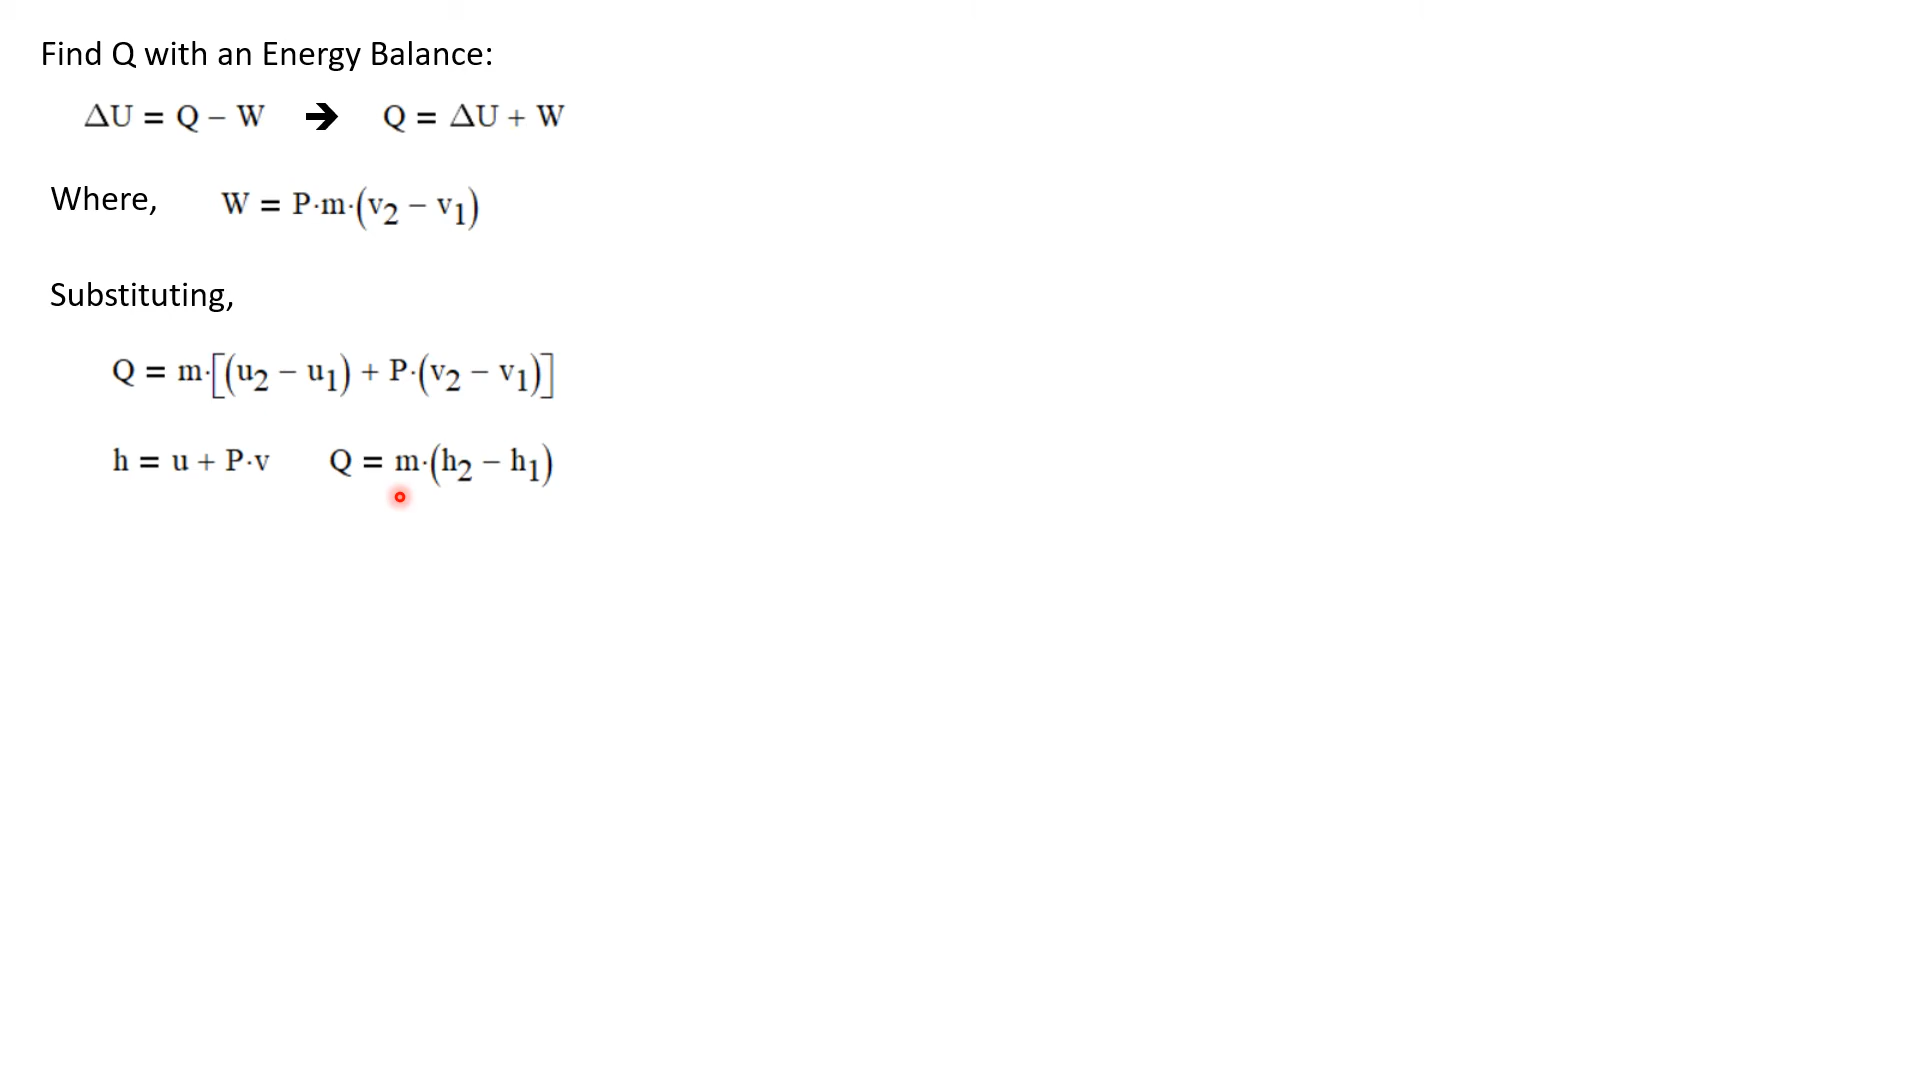 Find Q with an Energy Balance:
ΔU = Q − W ➔ Q = ΔU + W
Where, W = P·m·(v₂ − v₁)
Substituting,
Q = m·[(u₂ − u₁) + P·(v₂ − v₁)]
h = u + P·v Q = m·(h₂ − h₁)